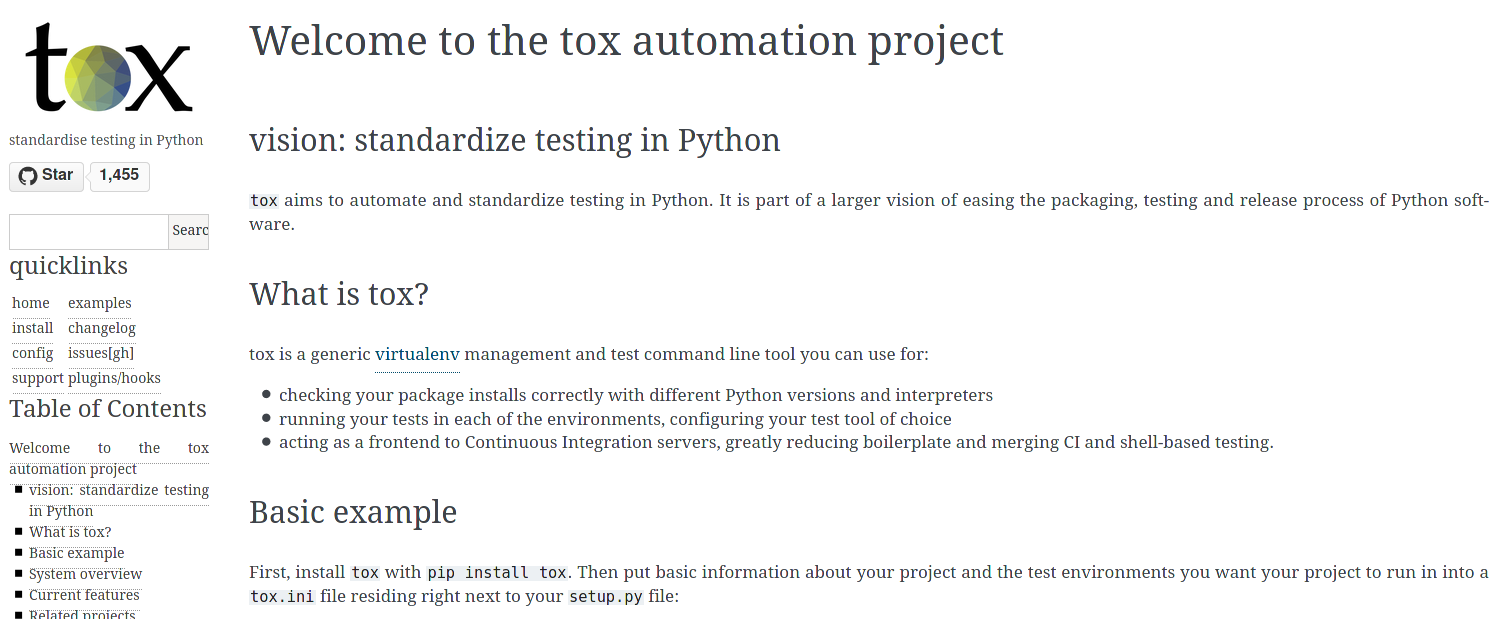 tox
standardise testing in Python
Star 1,455
Searc
quicklinks
home examples
install changelog
config issues[gh]
support plugins/hooks
Table of Contents
Welcome to the tox
automation project
vision: standardize testing
in Python
What is tox?
Basic example
System overview
Current features
Related projects
Welcome to the tox automation project
vision: standardize testing in Python
tox aims to automate and standardize testing in Python. It is part of a larger vision of easing the packaging, testing and release process of Python soft-
ware.
What is tox?
tox is a generic virtualenv management and test command line tool you can use for:
checking your package installs correctly with different Python versions and interpreters
running your tests in each of the environments, configuring your test tool of choice
acting as a frontend to Continuous Integration servers, greatly reducing boilerplate and merging CI and shell-based testing.
Basic example
First, install tox with pip install tox. Then put basic information about your project and the test environments you want your project to run in into a
tox.ini file residing right next to your setup.py file: